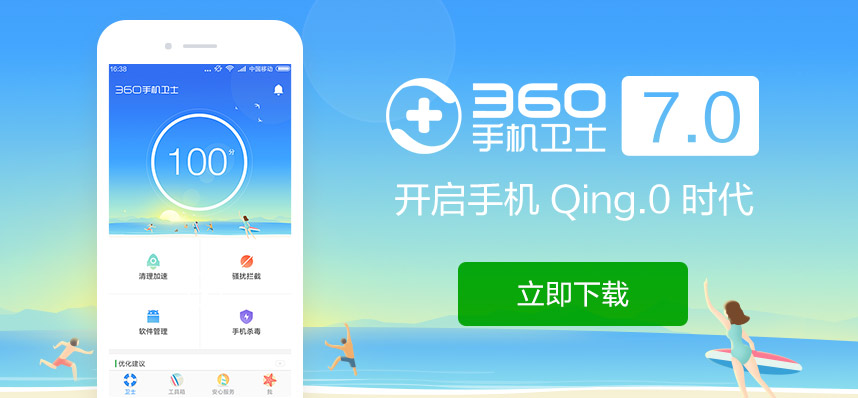 16:38
中国移动
360手机卫士
100分
清理加速
骚扰拦截
软件管理
手机杀毒
优化建议
卫士
工具箱
安心服务
我
360
手机卫士
7.0
开启手机 Qing.0 时代
立即下载